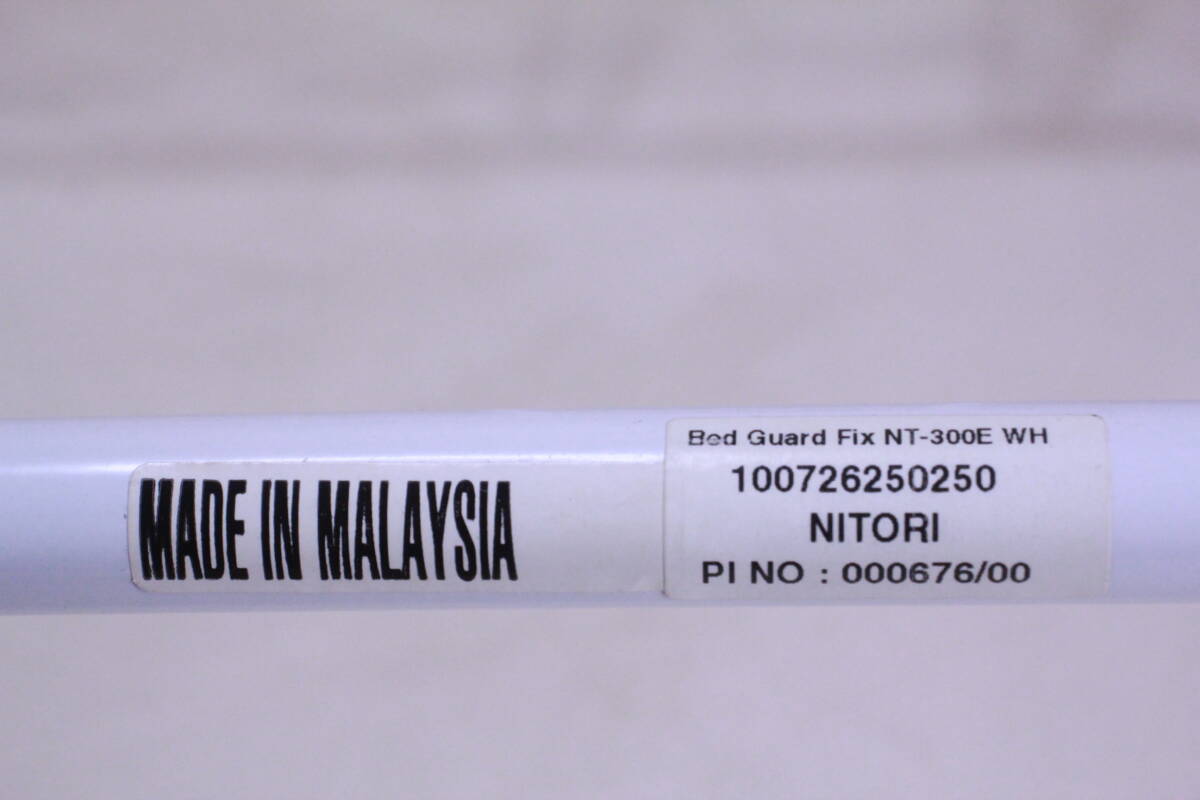 MADE IN MALAYSIA
Bed Guard Fix NT-300E WH
100726250250
NITORI
PI NO : 000676/00